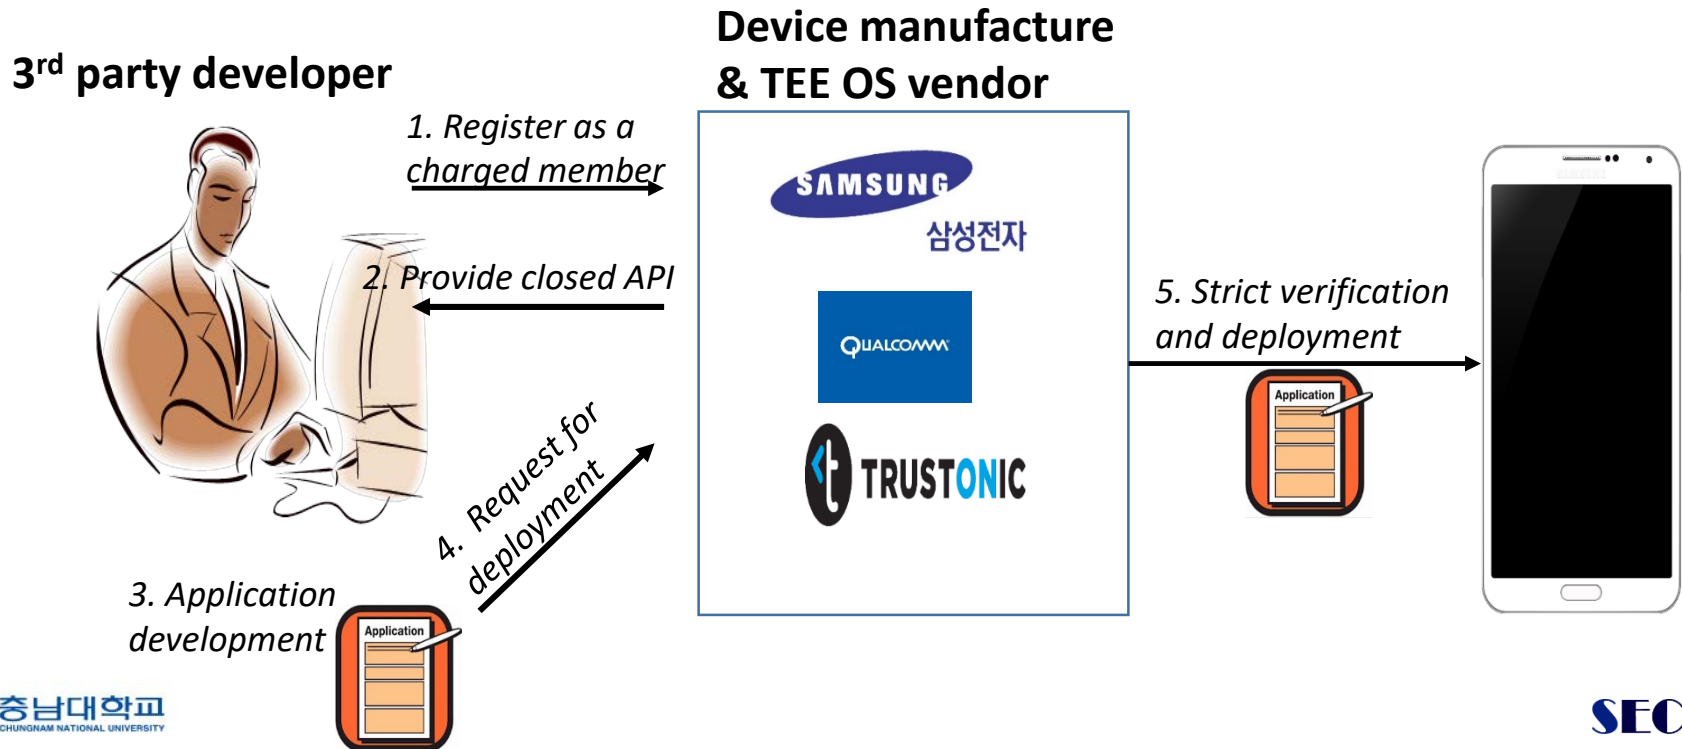 3rd party developer
Device manufacture
& TEE OS vendor
1. Register as a
charged member
2. Provide closed API
SAMSUNG
삼성전자
QUALCOMM
TRUSTONIC
3. Application
development
Application
4. Request for
deployment
5. Strict verification
and deployment
Application
SAMSUNG
충남대학교
CHUNGNAM NATIONAL UNIVERSITY
SEC